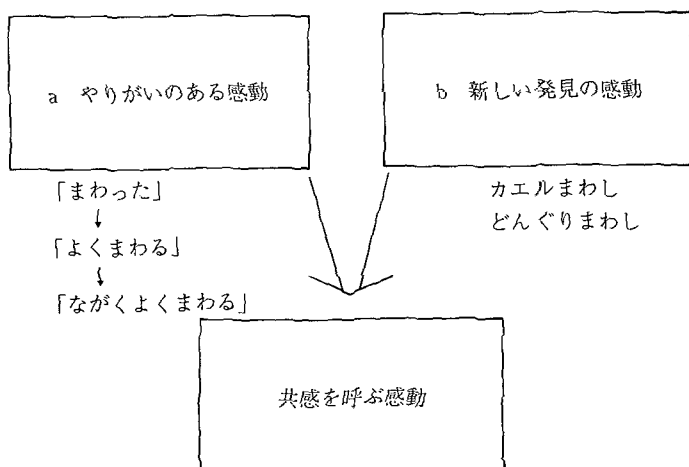 a やりがいのある感動
b 新しい発見の感動
「まわった」
↓
「よくまわる」
↓
「ながくよくまわる」
カエルまわし
どんぐりまわし
共感を呼ぶ感動